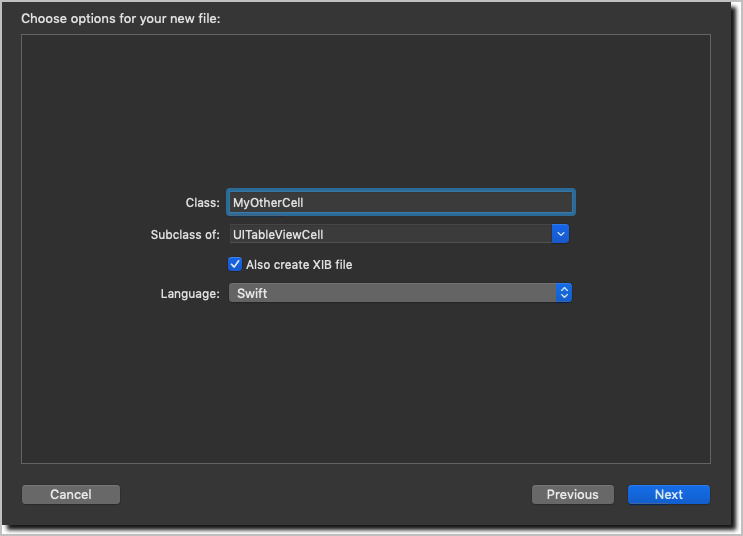 Choose options for your new file:
Class: MyOtherCell
Subclass of: UITableViewCell
Also create XIB file
Language: Swift
Cancel Previous Next